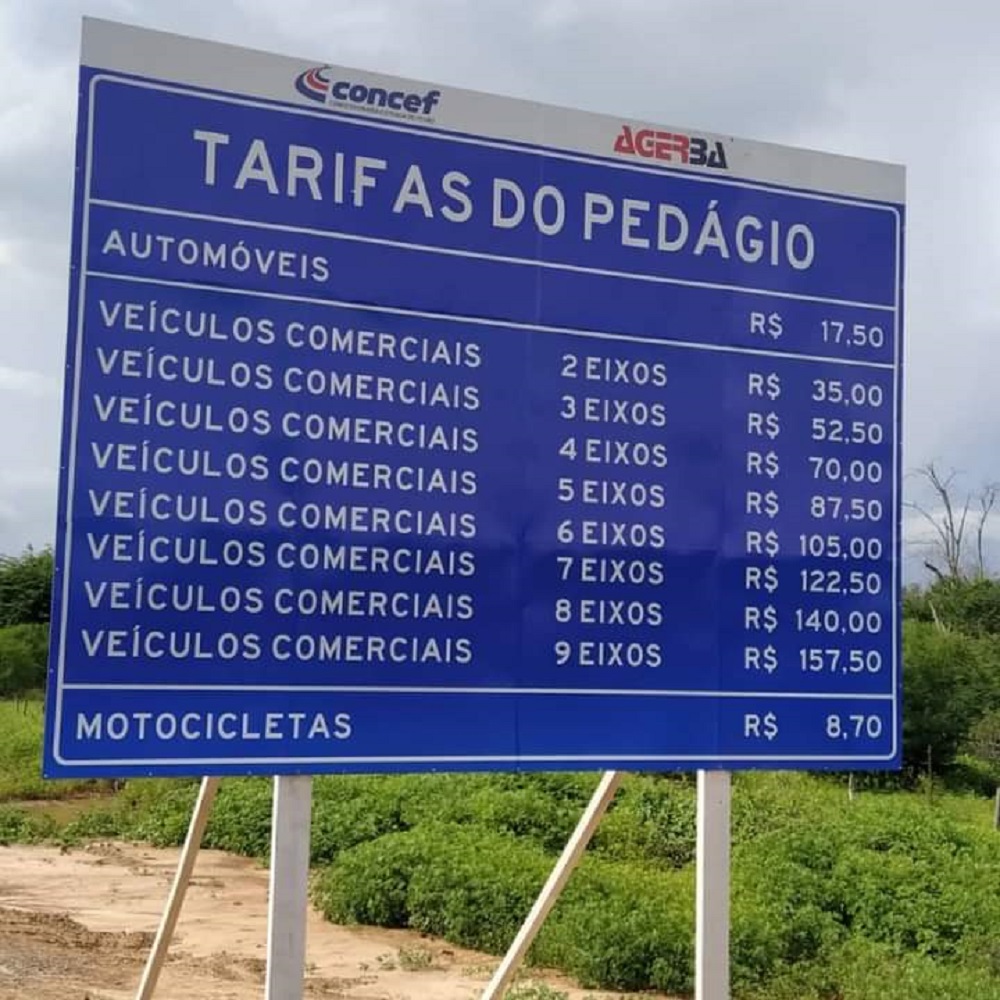 concef
AGERBA
TARIFAS DO PEDÁGIO
AUTOMÓVEIS R$ 17,50
VEÍCULOS COMERCIAIS 2 EIXOS R$ 35,00
VEÍCULOS COMERCIAIS 3 EIXOS R$ 52,50
VEÍCULOS COMERCIAIS 4 EIXOS R$ 70,00
VEÍCULOS COMERCIAIS 5 EIXOS R$ 87,50
VEÍCULOS COMERCIAIS 6 EIXOS R$ 105,00
VEÍCULOS COMERCIAIS 7 EIXOS R$ 122,50
VEÍCULOS COMERCIAIS 8 EIXOS R$ 140,00
VEÍCULOS COMERCIAIS 9 EIXOS R$ 157,50
MOTOCICLETAS R$ 8,70